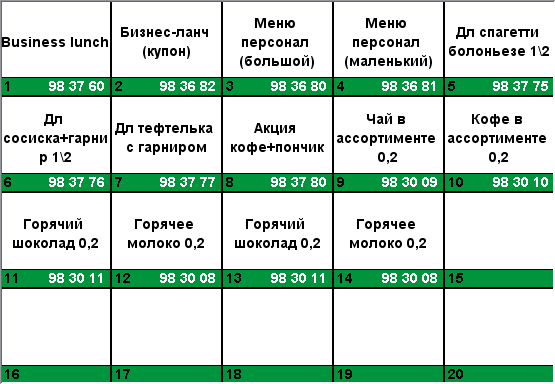 Business lunch
1 98 37 60
Бизнес-ланч
(купон)
2 98 36 82
Меню
персонал
(большой)
3 98 36 80
Меню
персонал
(маленький)
4 98 36 81
Дл спагетти
болоньезе 1\2
5 98 37 75
Дл
сосиска+гарни
р 1\2
6 98 37 76
Дл тефтелька
с гарниром
7 98 37 77
Акция
кофе+пончик
8 98 37 80
Чай в
ассортименте
0,2
9 98 30 09
Кофе в
ассортименте
0,2
10 98 30 10
Горячий
шоколад 0,2
11 98 30 11
Горячее
молоко 0,2
12 98 30 08
Горячий
шоколад 0,2
13 98 30 11
Горячее
молоко 0,2
14 98 30 08
15
16
17
18
19
20